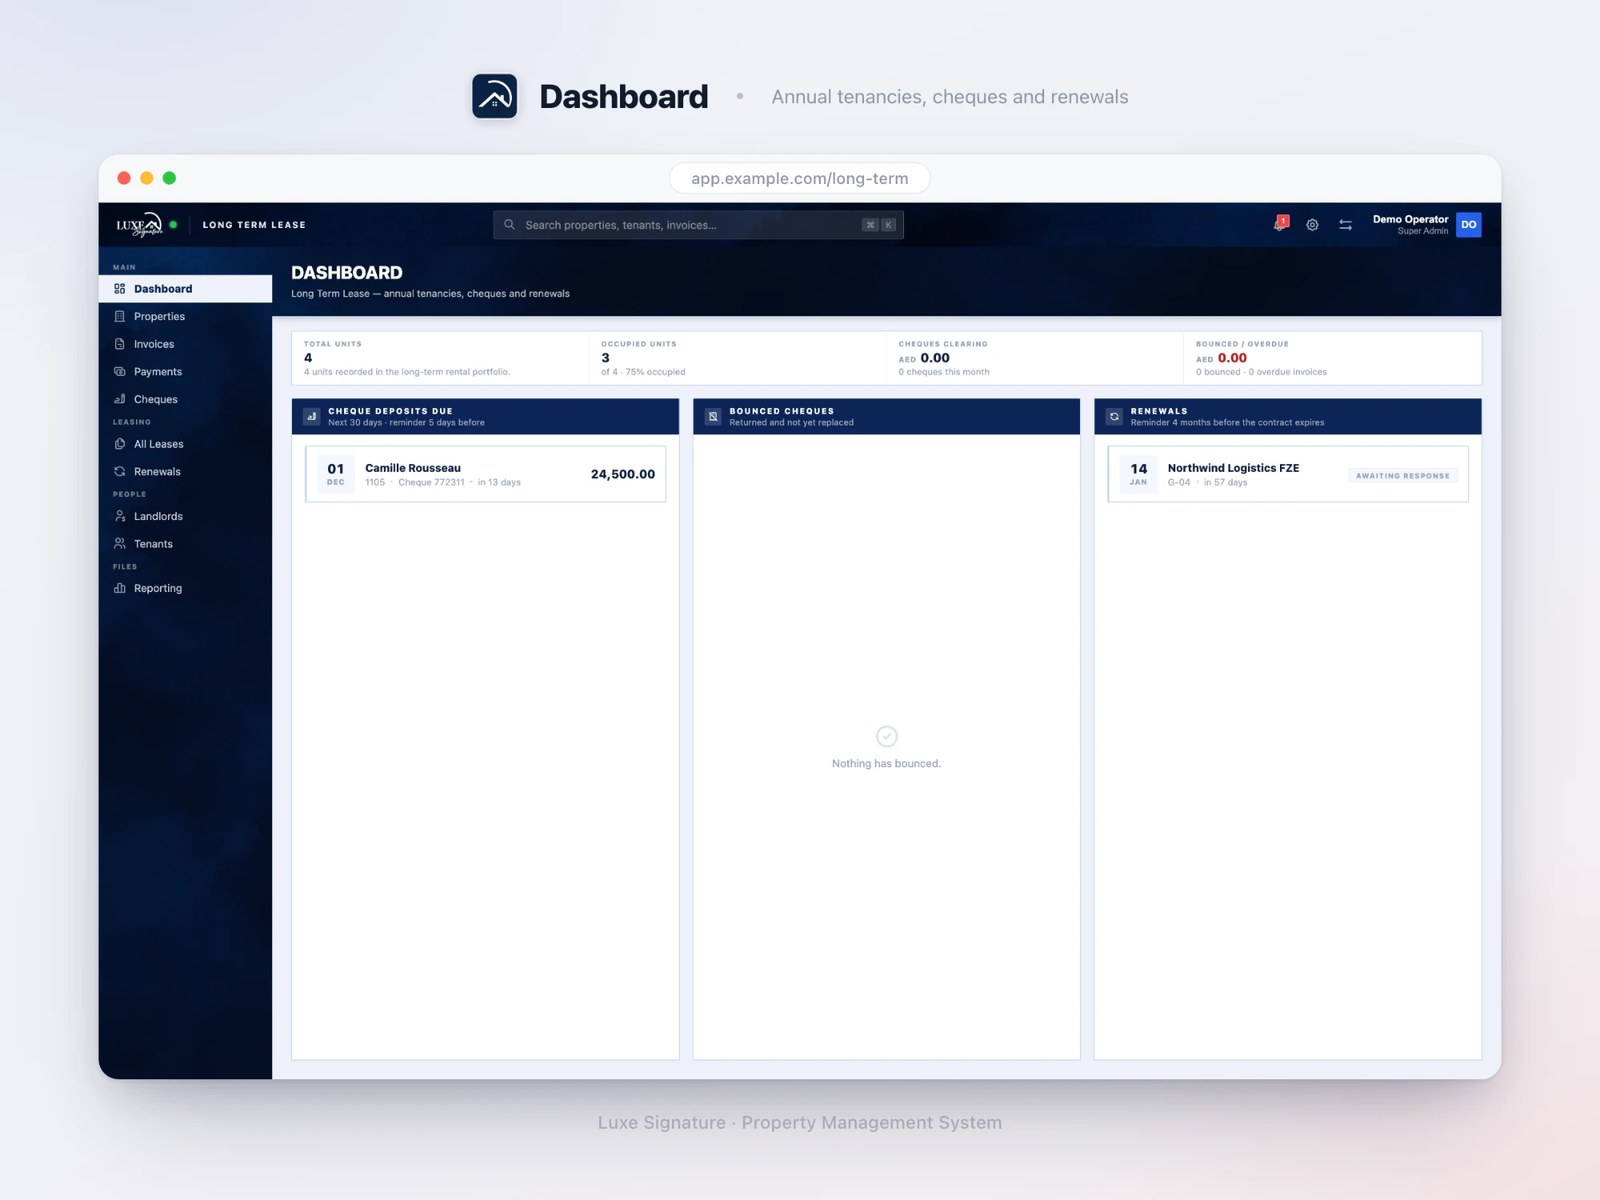 Dashboard • Annual tenancies, cheques and renewals
app.example.com/long-term
LUXE Signature
LONG TERM LEASE
Search properties, tenants, invoices...
⌘ K
1
Demo Operator
Super Admin
DO
MAIN
Dashboard
Properties
Invoices
Payments
Cheques
LEASING
All Leases
Renewals
PEOPLE
Landlords
Tenants
FILES
Reporting
DASHBOARD
Long Term Lease — annual tenancies, cheques and renewals
TOTAL UNITS
4
4 units recorded in the long-term rental portfolio.
OCCUPIED UNITS
3
of 4 · 75% occupied
CHEQUES CLEARING
AED 0.00
0 cheques this month
BOUNCED / OVERDUE
AED 0.00
0 bounced · 0 overdue invoices
CHEQUE DEPOSITS DUE
Next 30 days · reminder 5 days before
01 DEC
Camille Rousseau
1105 · Cheque 772311 · in 13 days
24,500.00
BOUNCED CHEQUES
Returned and not yet replaced
Nothing has bounced.
RENEWALS
Reminder 4 months before the contract expires
14 JAN
Northwind Logistics FZE
G-04 · in 57 days
AWAITING RESPONSE
Luxe Signature · Property Management System